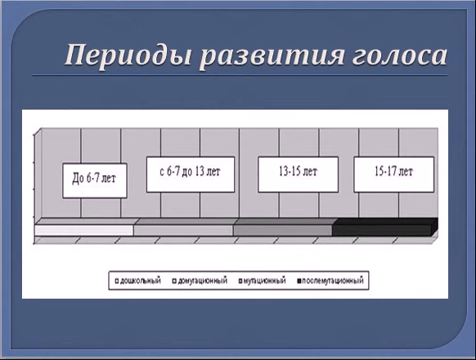 Периоды развития голоса
До 6-7 лет
с 6-7 до 13 лет
13-15 лет
15-17 лет
дошкольный домутационный мутационный послемутационный